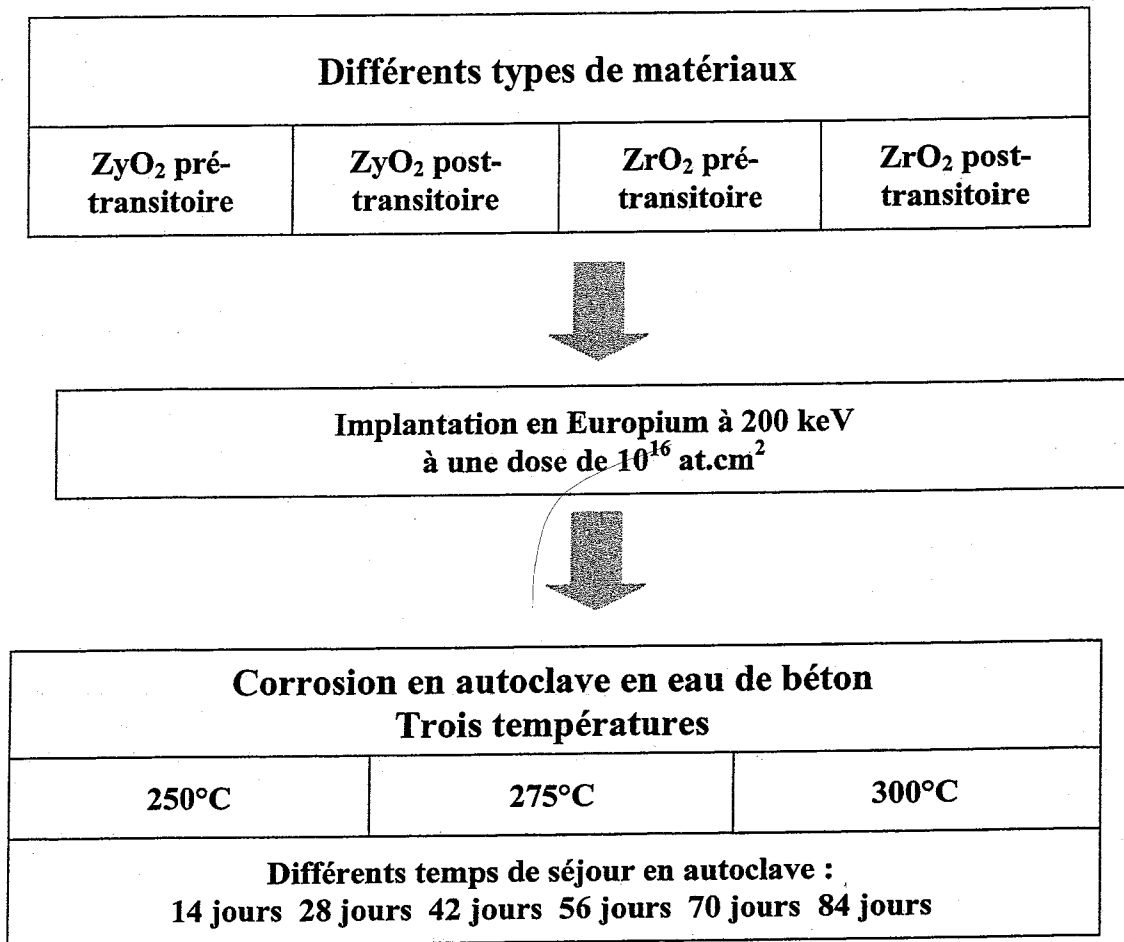 Différents types de matériaux
ZyO₂ pré-
transitoire
ZyO₂ post-
transitoire
ZrO₂ pré-
transitoire
ZrO₂ post-
transitoire
Implantation en Europium à 200 keV
à une dose de 10¹⁶ at.cm²
Corrosion en autoclave en eau de béton
Trois températures
250°C
275°C
300°C
Différents temps de séjour en autoclave :
14 jours 28 jours 42 jours 56 jours 70 jours 84 jours